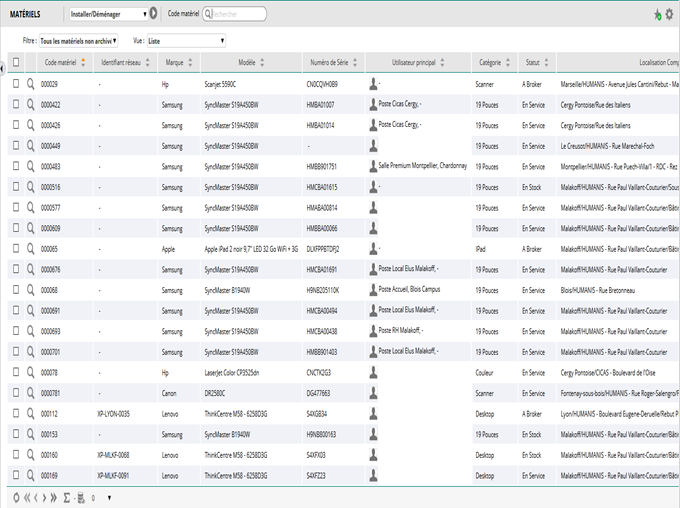 MATÉRIELS Installer/Déménager Code matériel Rechercher
Filtre : Tous les matériels non archivé Vue : Liste
Code matériel Identifiant réseau Marque Modèle Numéro de Série Utilisateur principal Catégorie Statut Localisation Comp
000029 - Hp Scanjet 5590C CN0CQVH0B9 - Scanner A Broker Marseille/HUMANIS - Avenue Jules Cantini/Rebut - Ma
0000422 - Samsung SyncMaster S19A450BW HMBA01007 Poste Cicas Cergy, - 19 Pouces En Service Cergy Pontoise/Rue des Italiens
0000426 - Samsung SyncMaster S19A450BW HMBA01014 Poste Cicas Cergy, - 19 Pouces En Service Cergy Pontoise/Rue des Italiens
0000449 - Samsung SyncMaster S19A450BW - 19 Pouces En Service Le Creusot/HUMANIS - Rue Marechal-Foch
0000483 - Samsung SyncMaster S19A450BW HMBB901751 Salle Premium Montpellier, Chardonnay 19 Pouces En Service Montpellier/HUMANIS - Rue Puech-Villa/1 - RDC - Rez
0000516 - Samsung SyncMaster S19A450BW HMCBA01615 - 19 Pouces En Stock Malakoff/HUMANIS - Rue Paul Vaillant-Couturier/Sous
0000577 - Samsung SyncMaster S19A450BW HMABA00814 19 Pouces En Service Malakoff/HUMANIS - Rue Paul Vaillant-Couturier/Bâti
0000609 - Samsung SyncMaster S19A450BW HMBBA00066 19 Pouces En Service Malakoff/HUMANIS - Rue Paul Vaillant-Couturier/Bâti
000065 - Apple Apple iPad 2 noir 9,7" LED 32 Go WiFi + 3G DLXFPPBTDFJ2 - IPad A Broker Malakoff/HUMANIS - Rue Paul Vaillant-Couturier/Bâti
0000676 - Samsung SyncMaster S19A450BW HMCBA01691 Poste Local Elus Malakoff, - 19 Pouces En Service Malakoff/HUMANIS - Rue Paul Vaillant-Couturier
000068 - Samsung SyncMaster B1940W H9NB205110K Poste Accueil, Blois Campus 19 Pouces En Service Blois/HUMANIS - Rue Bretonneau
0000691 - Samsung SyncMaster S19A450BW HMCBA00494 Poste Local Elus Malakoff, - 19 Pouces En Service Malakoff/HUMANIS - Rue Paul Vaillant-Couturier
0000693 - Samsung SyncMaster S19A450BW HMCBA00438 Poste RH Malakoff, - 19 Pouces En Service Malakoff/HUMANIS - Rue Paul Vaillant-Couturier
0000701 - Samsung SyncMaster S19A450BW HMBB901403 Poste Local Elus Malakoff, - 19 Pouces En Service Malakoff/HUMANIS - Rue Paul Vaillant-Couturier
000078 - Hp LaserJet Color CP3525dn CNCTK2G3 Couleur En Service Cergy Pontoise/CICAS - Boulevard de l'Oise
0000781 - Canon DR2580C DG477663 Scanner En Service Fontenay-sous-bois/HUMANIS - Rue Roger-Salengro/F
000112 XP-LYON-0035 Lenovo ThinkCentre M58 - 6258D3G S4XGB34 Desktop A Broker Lyon/HUMANIS - Boulevard Eugene-Deruelle/Rebut P
000153 - Samsung SyncMaster B1940W H9NB800163 19 Pouces En Stock Malakoff/HUMANIS - Rue Paul Vaillant-Couturier/Bâti
000160 XP-MLKF-0068 Lenovo ThinkCentre M58 - 6258D3G S4XFX03 Desktop En Stock Malakoff/HUMANIS - Rue Paul Vaillant-Couturier/Bâti
000169 XP-MLKF-0091 Lenovo ThinkCentre M58 - 6258D3G S4XFZ23 Desktop En Service Malakoff/HUMANIS - Rue Paul Vaillant-Couturier/Bâti
Σ - 0